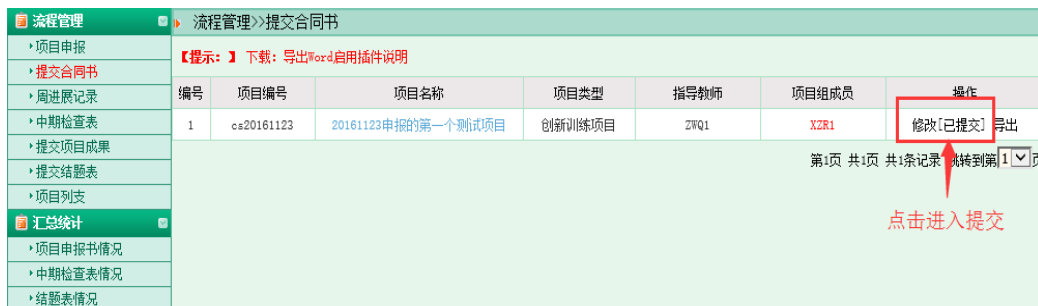 流程管理
项目申报
提交合同书
周进展记录
中期检查表
提交项目成果
提交结题表
项目列支
汇总统计
项目申报书情况
中期检查表情况
结题表情况
流程管理>>提交合同书
【提示：】下载：导出Word启用插件说明
编号 项目编号 项目名称 项目类型 指导教师 项目组成员 操作
1 cs20161123 20161123申报的第一个测试项目 创新训练项目 ZWQ1 XZR1 修改[已提交] 导出
第1页 共1页 共1条记录 跳转到第 1 页
点击进入提交